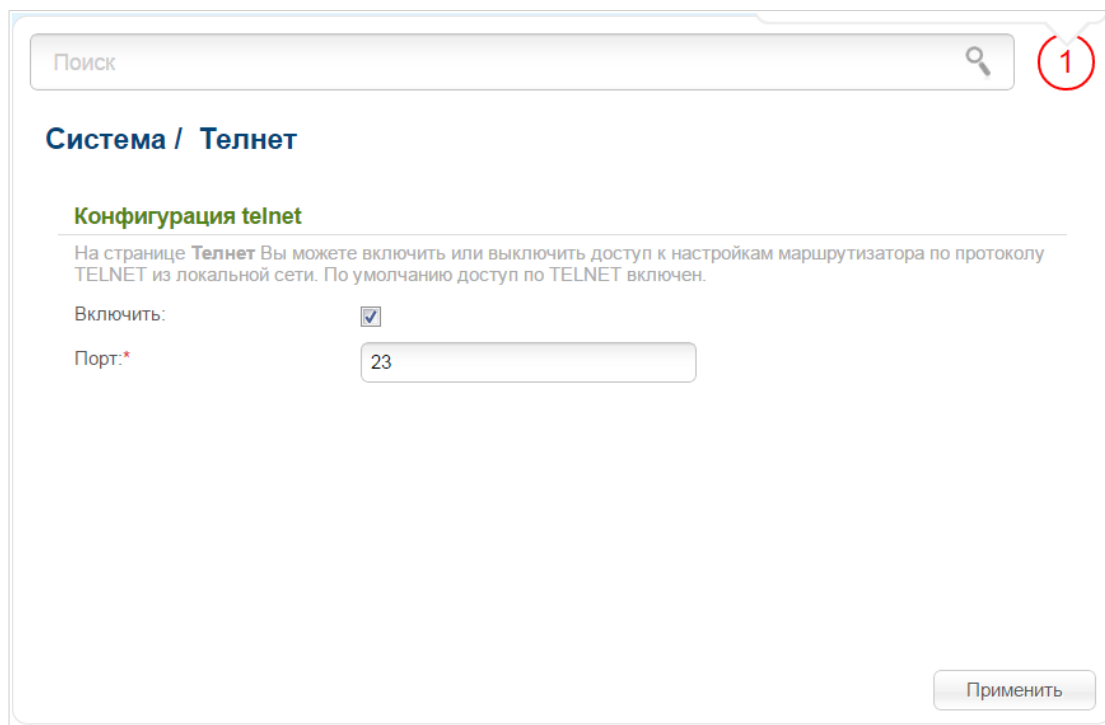 Поиск
1
Система / Телнет
Конфигурация telnet
На странице Телнет Вы можете включить или выключить доступ к настройкам маршрутизатора по протоколу
TELNET из локальной сети. По умолчанию доступ по TELNET включен.
Включить:
Порт:*
23
Применить